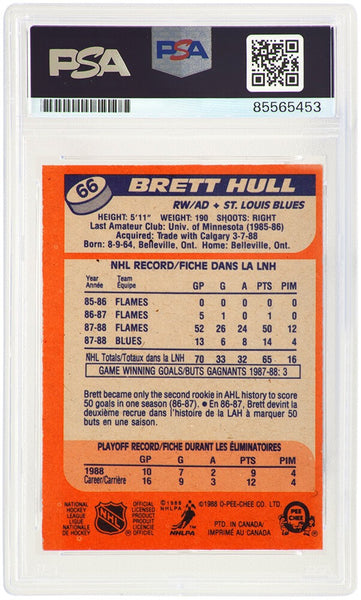 PSA
PSA
85565453
66
BRETT HULL
RW/AD • ST. LOUIS BLUES
HEIGHT: 5'11" WEIGHT: 190 SHOOTS: RIGHT
Last Amateur Club: Univ. of Minnesota (1985-86)
Acquired: Trade with Calgary 3-7-88
Born: 8-9-64, Belleville, Ont. Home: Belleville, Ont.
NHL RECORD/FICHE DANS LA LNH
Year Team GP G A PTS PIM
Année Équipe
85-86 FLAMES 0 0 0 0 0
86-87 FLAMES 5 1 0 1 0
87-88 FLAMES 52 26 24 50 12
87-88 BLUES 13 6 8 14 4
NHL Totals/Totaux dans la LNH 70 33 32 65 16
GAME WINNING GOALS/BUTS GAGNANTS 1987-88: 3
Brett became only the second rookie in AHL history to score
50 goals in one season (86-87). • En 86-87, Brett devint la
deuxième recrue dans l'histoire de la LAH à marquer 50
buts en une saison.
PLAYOFF RECORD/FICHE DURANT LES ÉLIMINATOIRES
GP G A PTS PIM
1988 10 7 2 9 4
Career/Carrière 16 9 3 12 4
NATIONAL
HOCKEY
LEAGUE
LIGUE
NATIONALE
DE HOCKEY
NHL
OFFICIAL
LICENSED
PRODUCT
PRODUIT
OFFICIEL
©1988
NHLPA
NHLPA
©1988 O-PEE-CHEE CO. LTD.
PTD. IN CANADA/
IMPRIMÉ AU CANADA
O
PEE
CHEE